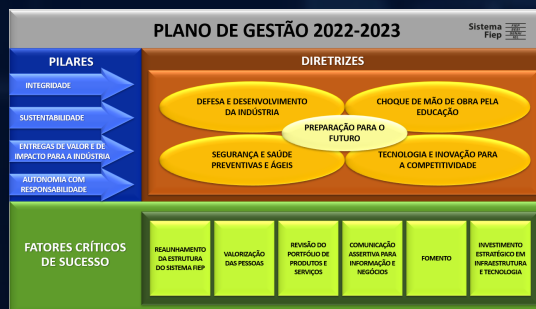 PLANO DE GESTÃO 2022-2023
Sistema
Fiep
PILARES
INTEGRIDADE
SUSTENTABILIDADE
ENTREGAS DE VALOR E DE
IMPACTO PARA A INDÚSTRIA
AUTONOMIA COM
RESPONSABILIDADE
DIRETRIZES
DEFESA E DESENVOLVIMENTO
DA INDÚSTRIA
CHOQUE DE MÃO DE OBRA PELA
EDUCAÇÃO
PREPARAÇÃO PARA O
FUTURO
SEGURANÇA E SAÚDE
PREVENTIVAS E ÁGEIS
TECNOLOGIA E INOVAÇÃO PARA
A COMPETITIVIDADE
FATORES CRÍTICOS
DE SUCESSO
REALINHAMENTO
DA ESTRUTURA
DO SISTEMA FIEP
VALORIZAÇÃO
DAS PESSOAS
REVISÃO DO
PORTFÓLIO DE
PRODUTOS E
SERVIÇOS
COMUNICAÇÃO
ASSERTIVA PARA
INFORMAÇÃO E
NEGÓCIOS
FOMENTO
INVESTIMENTO
ESTRATÉGICO EM
INFRAESTRUTURA
E TECNOLOGIA